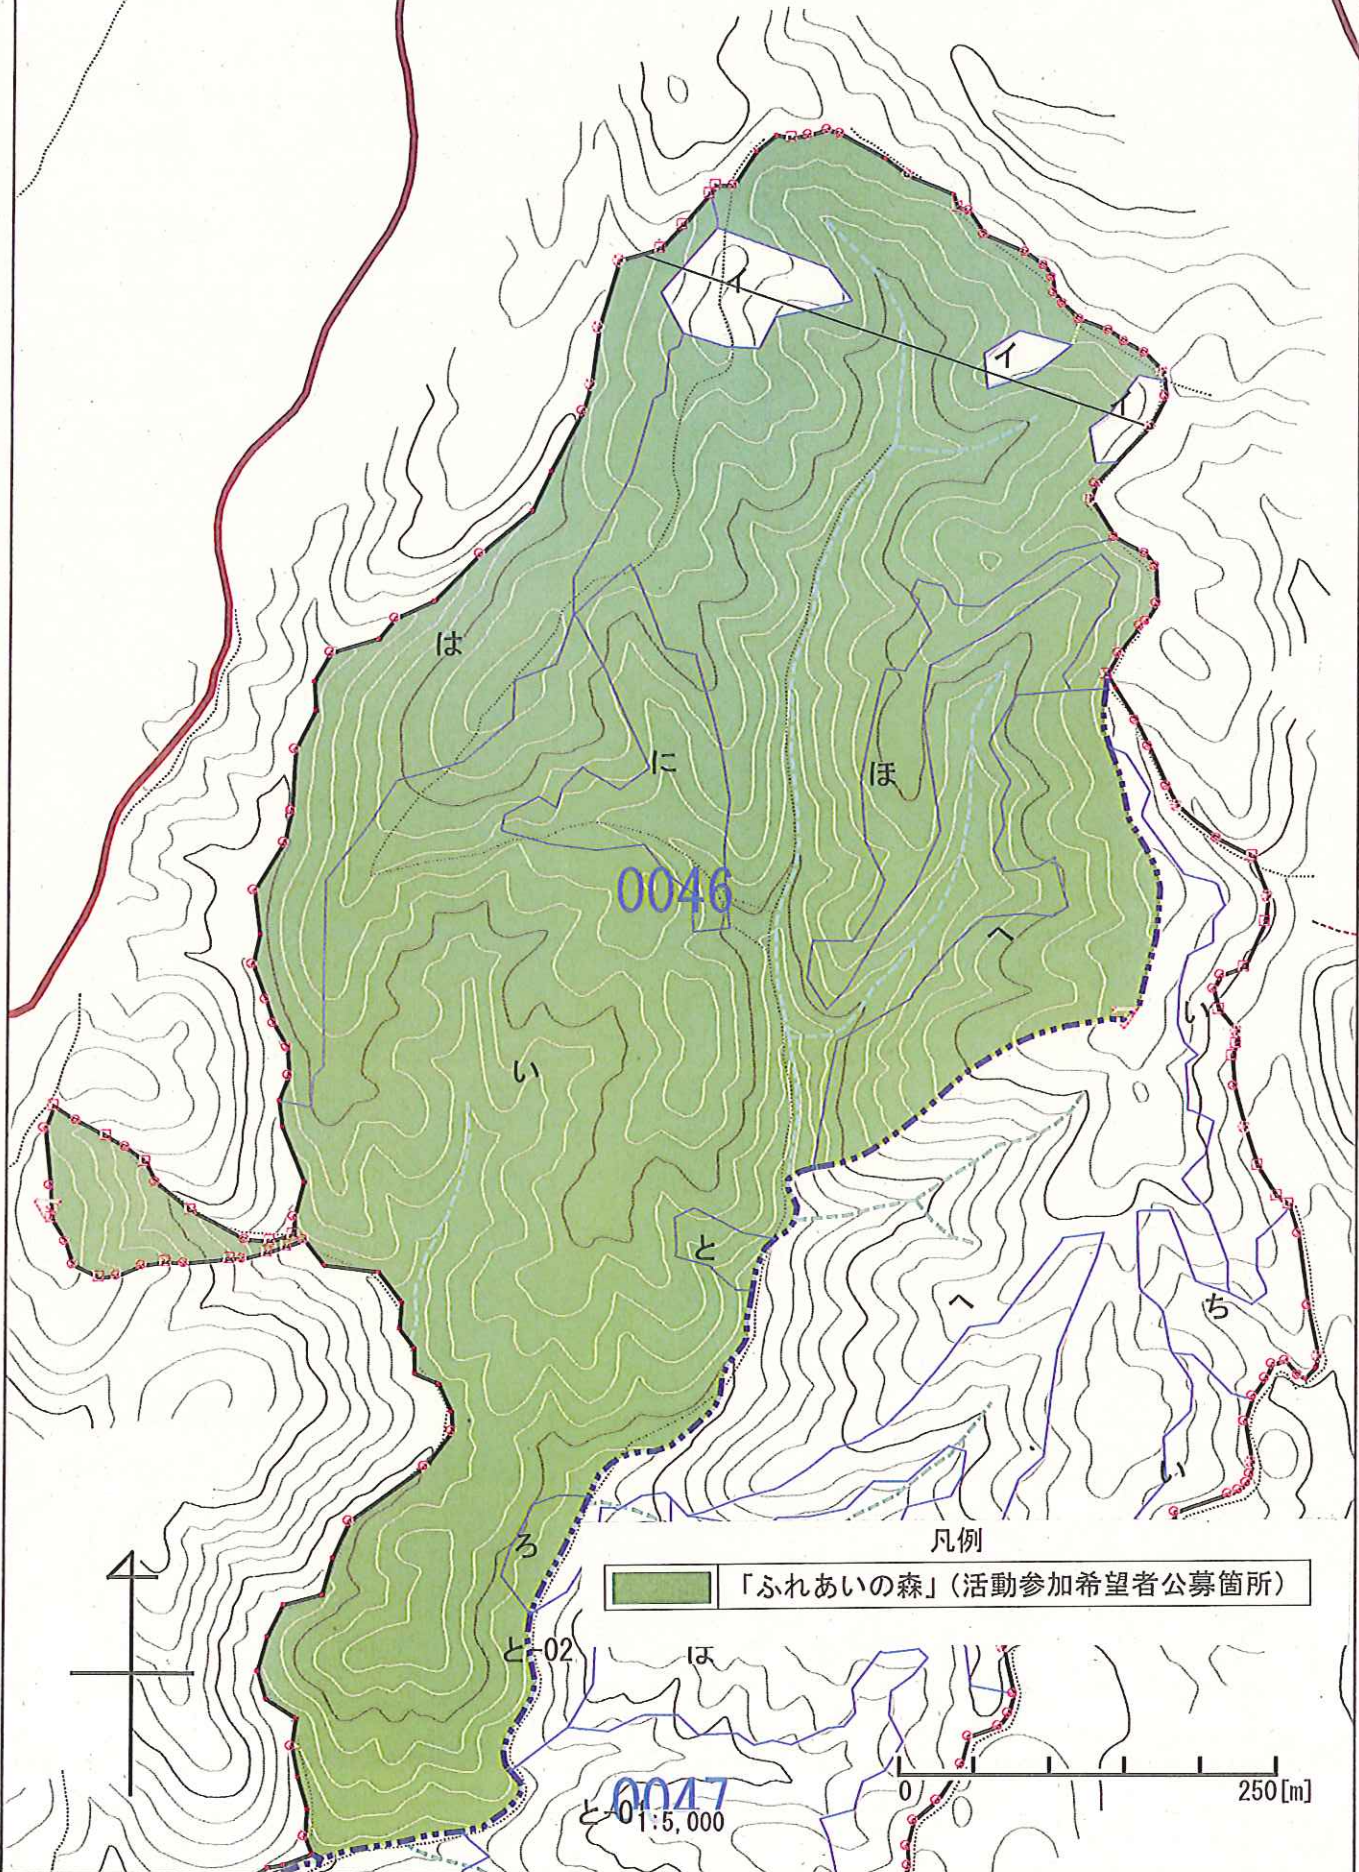 イ
イ
イ
は
に
ほ
0046
へ
い
い
と
へ
ち
い
ろ
凡例
「ふれあいの森」(活動参加希望者公募箇所)
と-02
ほ
0
250[m]
0047
と-01
1:5,000